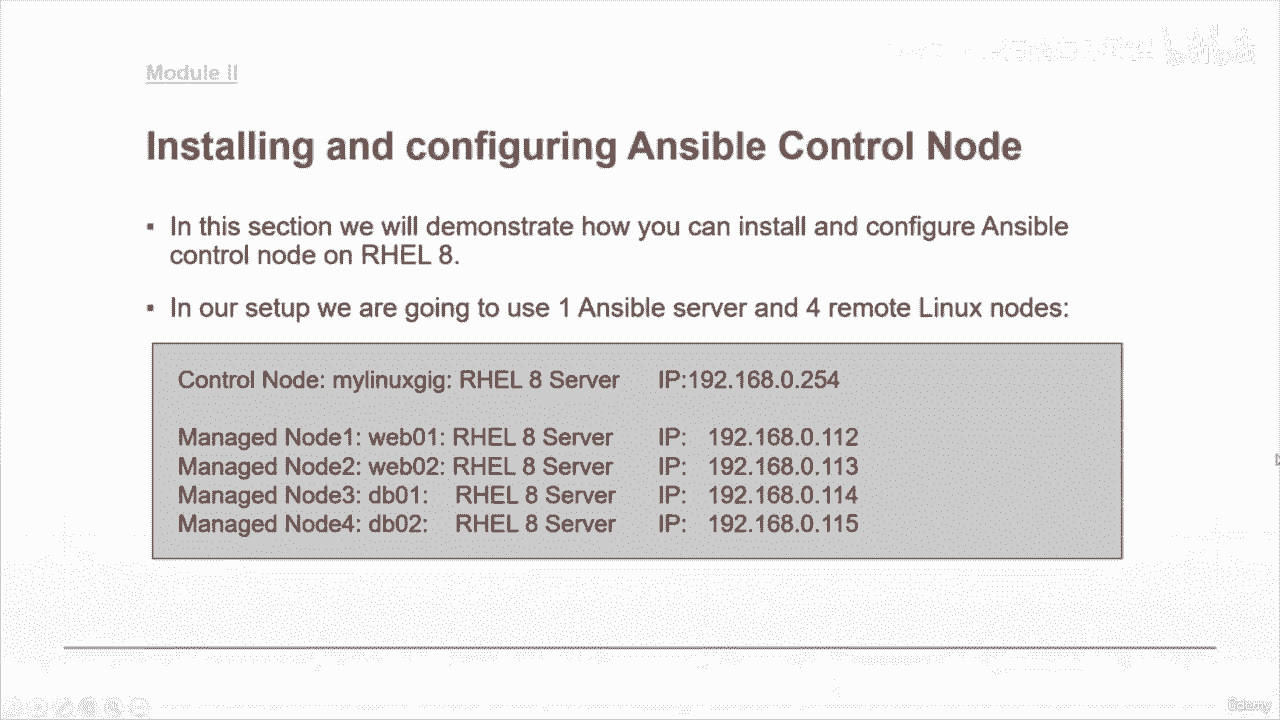 Module II
Installing and configuring Ansible Control Node
▪ In this section we will demonstrate how you can install and configure Ansible
control node on RHEL 8.
▪ In our setup we are going to use 1 Ansible server and 4 remote Linux nodes:
Control Node: mylinuxgig: RHEL 8 Server IP:192.168.0.254
Managed Node1: web01: RHEL 8 Server IP: 192.168.0.112
Managed Node2: web02: RHEL 8 Server IP: 192.168.0.113
Managed Node3: db01: RHEL 8 Server IP: 192.168.0.114
Managed Node4: db02: RHEL 8 Server IP: 192.168.0.115
Udemy